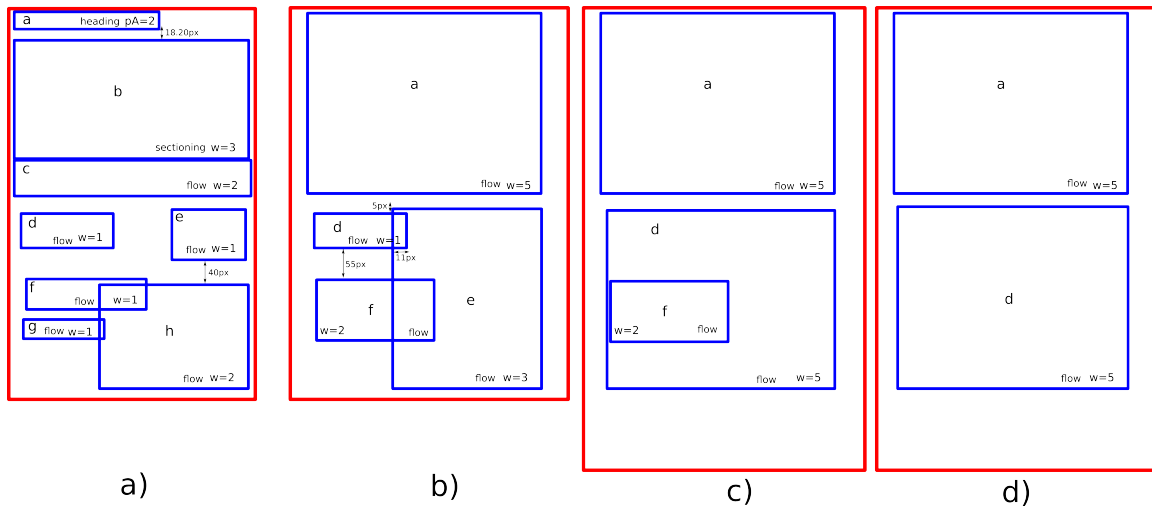 a heading pA=2
18.20px
b
sectioning w=3
c
flow w=2
d
flow w=1
e
flow w=1
40px
f
flow w=1
g flow w=1
h
flow w=2
a)
a
flow w=5
5px
d
flow w=1
11px
55px
f
w=2 flow
e
flow w=3
b)
a
flow w=5
d
f
w=2 flow
flow w=5
c)
a
flow w=5
d
flow w=5
d)